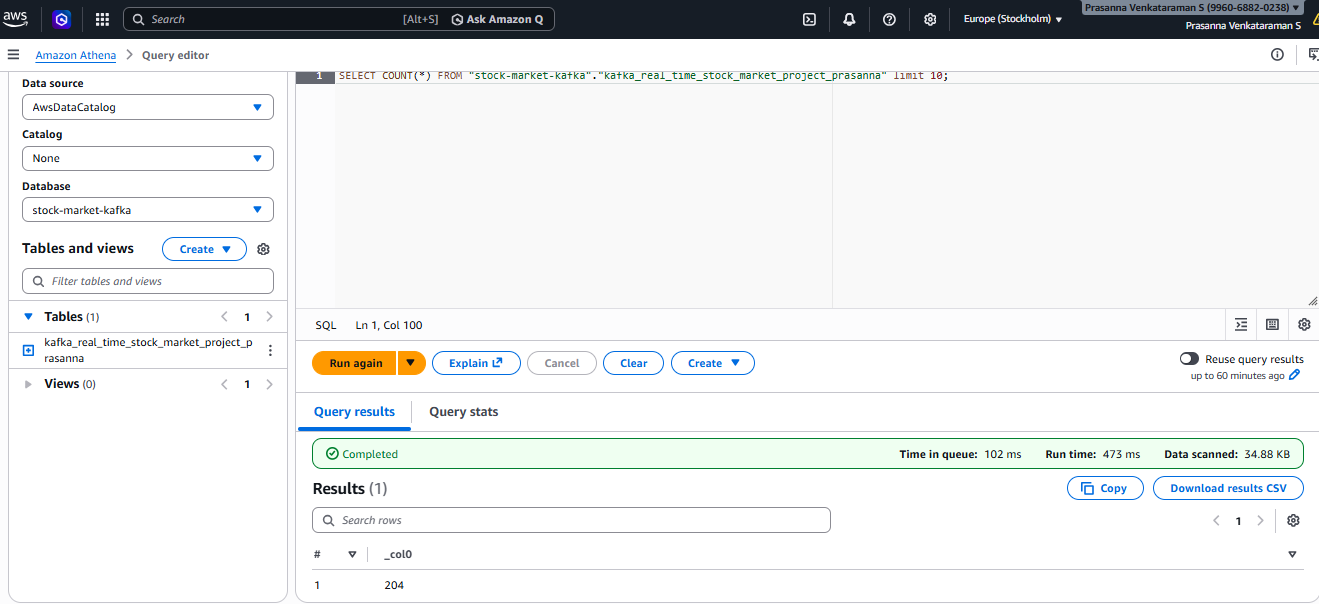 aws
Search [Alt+S] Ask Amazon Q
Europe (Stockholm)
Prasanna Venkataraman S (9960-6882-0238)
Prasanna Venkataraman S
Amazon Athena > Query editor
Data source
AwsDataCatalog
Catalog
None
Database
stock-market-kafka
Tables and views Create
Filter tables and views
Tables (1) 1
kafka_real_time_stock_market_project_p
rasanna
Views (0) 1
1 SELECT COUNT(*) FROM "stock-market-kafka"."kafka_real_time_stock_market_project_prasanna" limit 10;
SQL Ln 1, Col 100
Run again Explain Cancel Clear Create
Reuse query results
up to 60 minutes ago
Query results Query stats
Completed Time in queue: 102 ms Run time: 473 ms Data scanned: 34.88 KB
Results (1) Copy Download results CSV
Search rows 1
# _col0
1 204